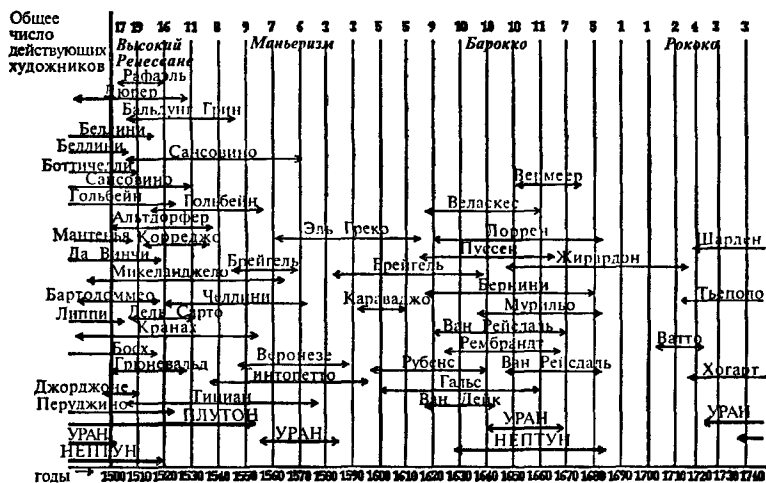 Общее число действующих художников
17 19 16 11 8 9 7 6 3 3 5 5 9 10 10 10 11 7 5 1 1 2 4 3 3
Высокий Ренессанс Маньеризм Барокко Рококо
Рафаэль
Дюрер
Бальдунг Грин
Беллини
Беллини Сансовино
Боттичелли Вермеер
Сансовино
Гольбейн Гольбейн Веласкес
Альтдорфер
Мантенья Корреджо Эль Греко Лоррен Шарден
Да Винчи Пуссен
Микеланджело Брейгель Брейгель Жирардон
Бартоломмео Челлини Караваджо Бернини Тьеполо
Липпи Дель Сарто Мурильо
Кранах Ван Рейсдаль
Босх Веронезе Рембрандт Ватто
Грюневальд интопетто Рубенс Ван Рейсдаль Хогарт
Джорджоне Гальс
Перуджино Тициан Ван Дейк
ПЛУТОН УРАН УРАН
УРАН УРАН
НЕПТУН НЕПТУН
годы 1500 1510 1520 1530 1540 1550 1560 1570 1580 1590 1600 1610 1620 1630 1640 1650 1660 1670 1680 1690 1700 1710 1720 1730 1740